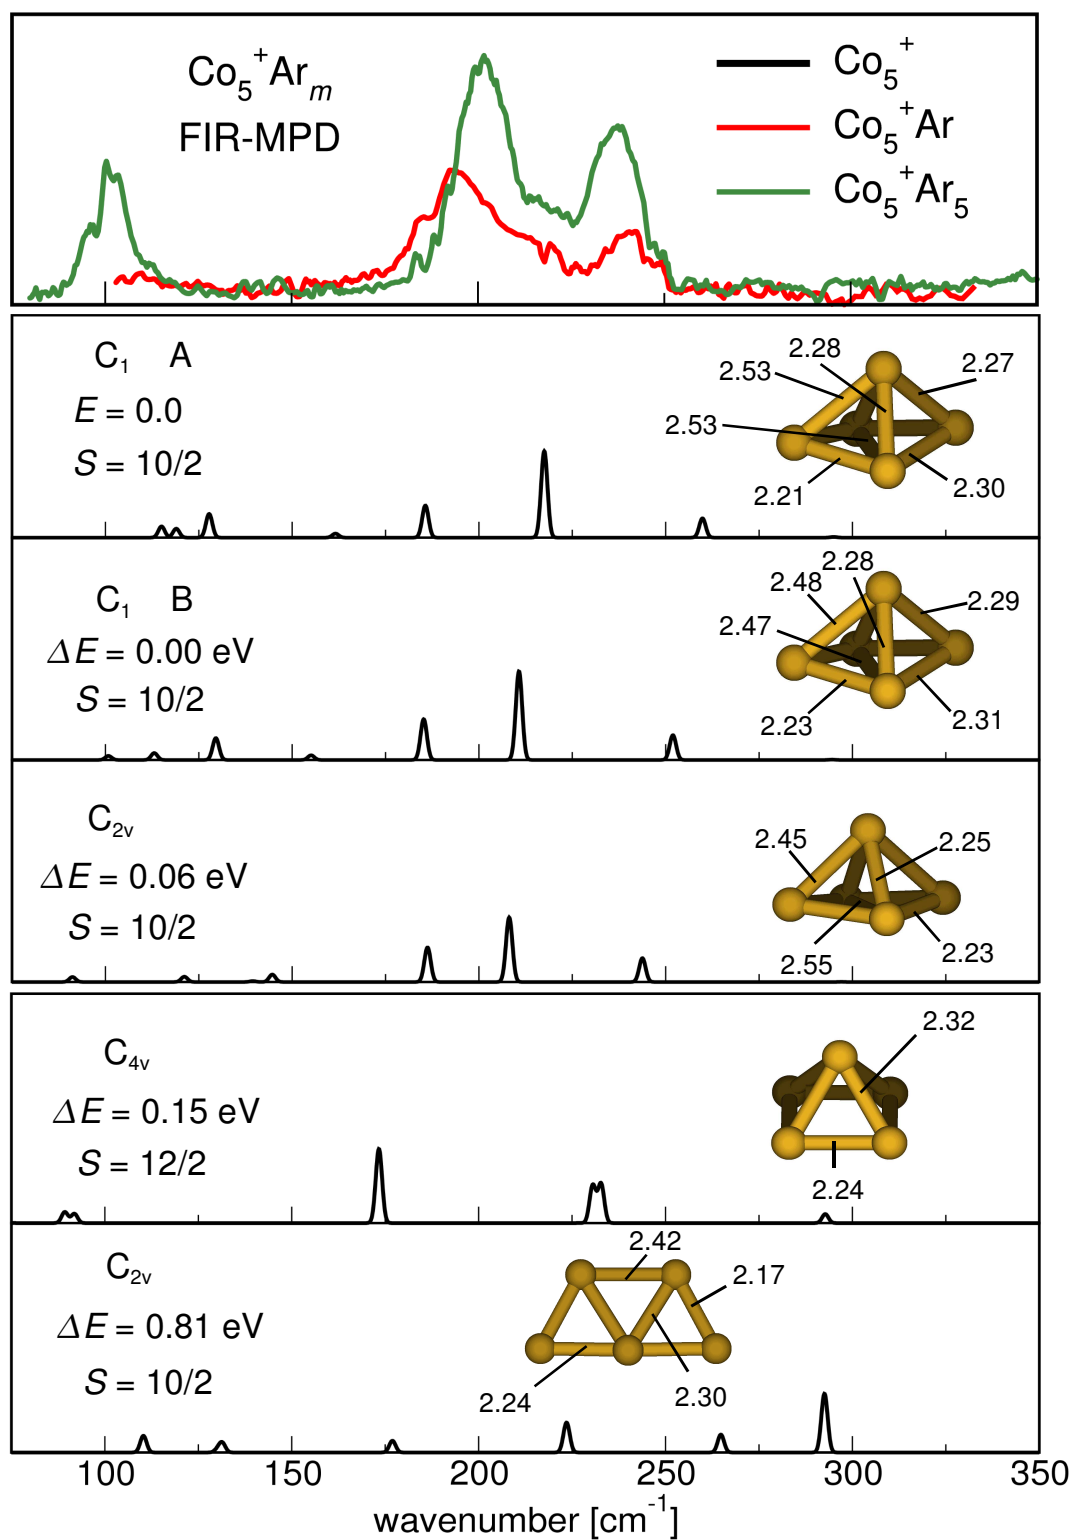 Co5+Arm
FIR-MPD
Co5+
Co5+Ar
Co5+Ar5
C1 A
E = 0.0
S = 10/2
2.28
2.53
2.27
2.53
2.21
2.30
C1 B
ΔE = 0.00 eV
S = 10/2
2.28
2.48
2.29
2.47
2.23
2.31
C2v
ΔE = 0.06 eV
S = 10/2
2.45
2.25
2.55
2.23
C4v
ΔE = 0.15 eV
S = 12/2
2.32
2.24
C2v
ΔE = 0.81 eV
S = 10/2
2.42
2.17
2.24
2.30
100 150 200 250 300 350
wavenumber [cm-1]